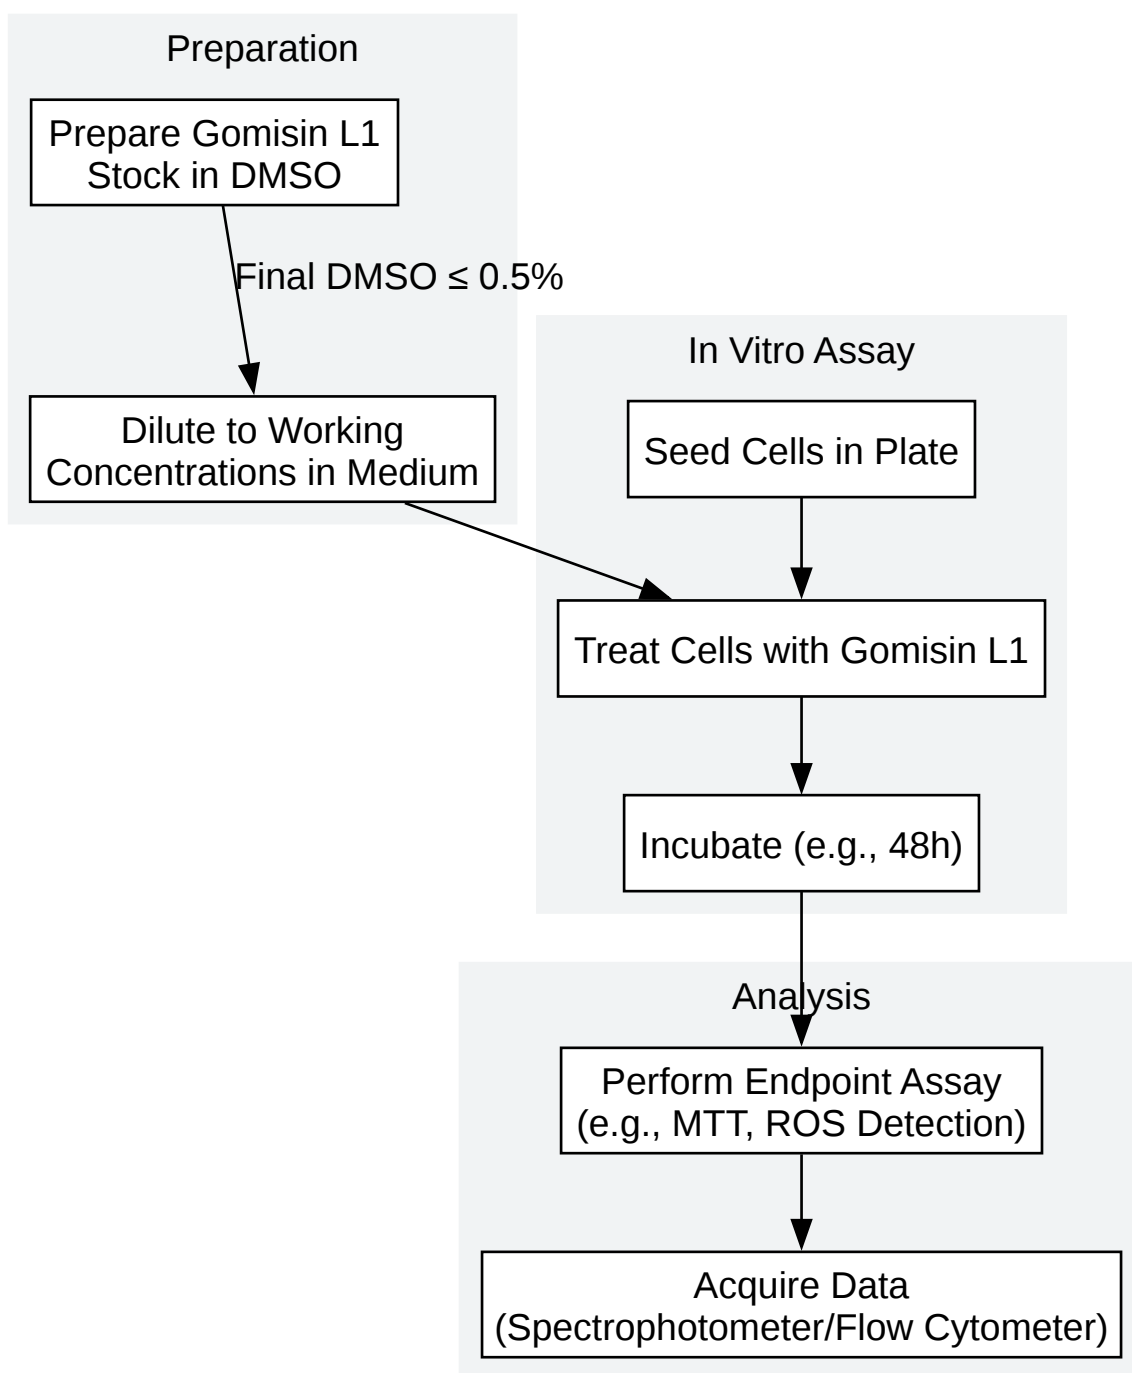 Preparation
Prepare Gomisin L1
Stock in DMSO
Final DMSO ≤ 0.5%
Dilute to Working
Concentrations in Medium
In Vitro Assay
Seed Cells in Plate
Treat Cells with Gomisin L1
Incubate (e.g., 48h)
Analysis
Perform Endpoint Assay
(e.g., MTT, ROS Detection)
Acquire Data
(Spectrophotometer/Flow Cytometer)